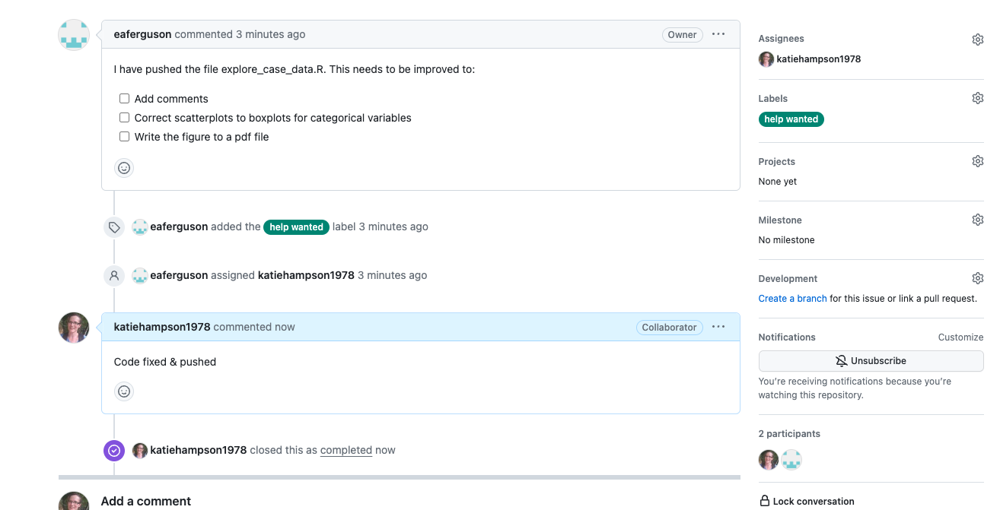 eaferguson commented 3 minutes ago
Owner
I have pushed the file explore_case_data.R. This needs to be improved to:
Add comments
Correct scatterplots to boxplots for categorical variables
Write the figure to a pdf file
eaferguson added the help wanted label 3 minutes ago
eaferguson assigned katiehampson1978 3 minutes ago
katiehampson1978 commented now
Collaborator
Code fixed & pushed
katiehampson1978 closed this as completed now
Add a comment
Assignees
katiehampson1978
Labels
help wanted
Projects
None yet
Milestone
No milestone
Development
Create a branch for this issue or link a pull request.
Notifications
Customize
Unsubscribe
You’re receiving notifications because you’re
watching this repository.
2 participants
Lock conversation